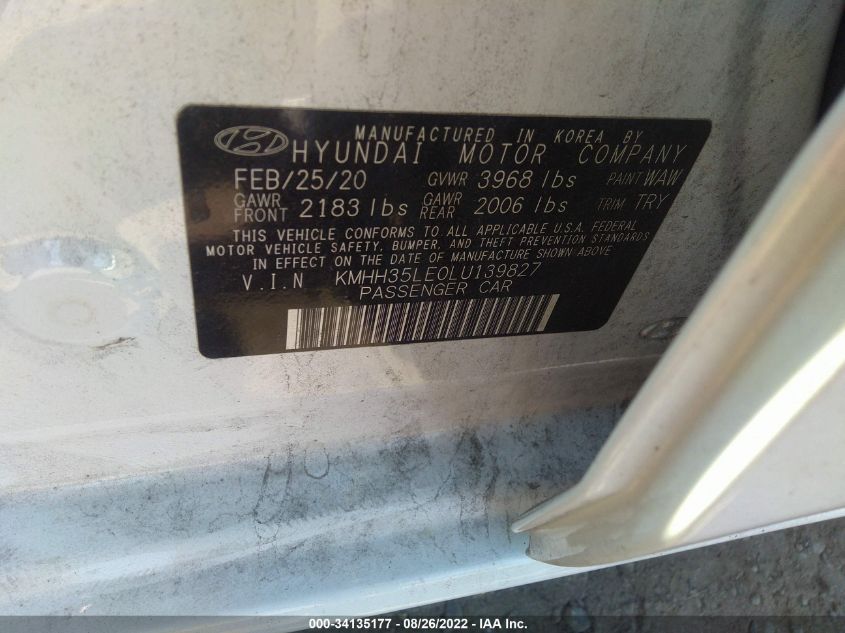 MANUFACTURED IN KOREA BY
HYUNDAI MOTOR COMPANY
FEB/25/20 GVWR 3968 lbs PAINT WAW
GAWR FRONT 2183 lbs GAWR REAR 2006 lbs TRIM TRY
THIS VEHICLE CONFORMS TO ALL APPLICABLE U.S.A. FEDERAL
MOTOR VEHICLE SAFETY, BUMPER, AND THEFT PREVENTION STANDARDS
IN EFFECT ON THE DATE OF MANUFACTURE SHOWN ABOVE
V.I.N KMHH35LE0LU139827
PASSENGER CAR
000-34135177 - 08/26/2022 - IAA Inc.